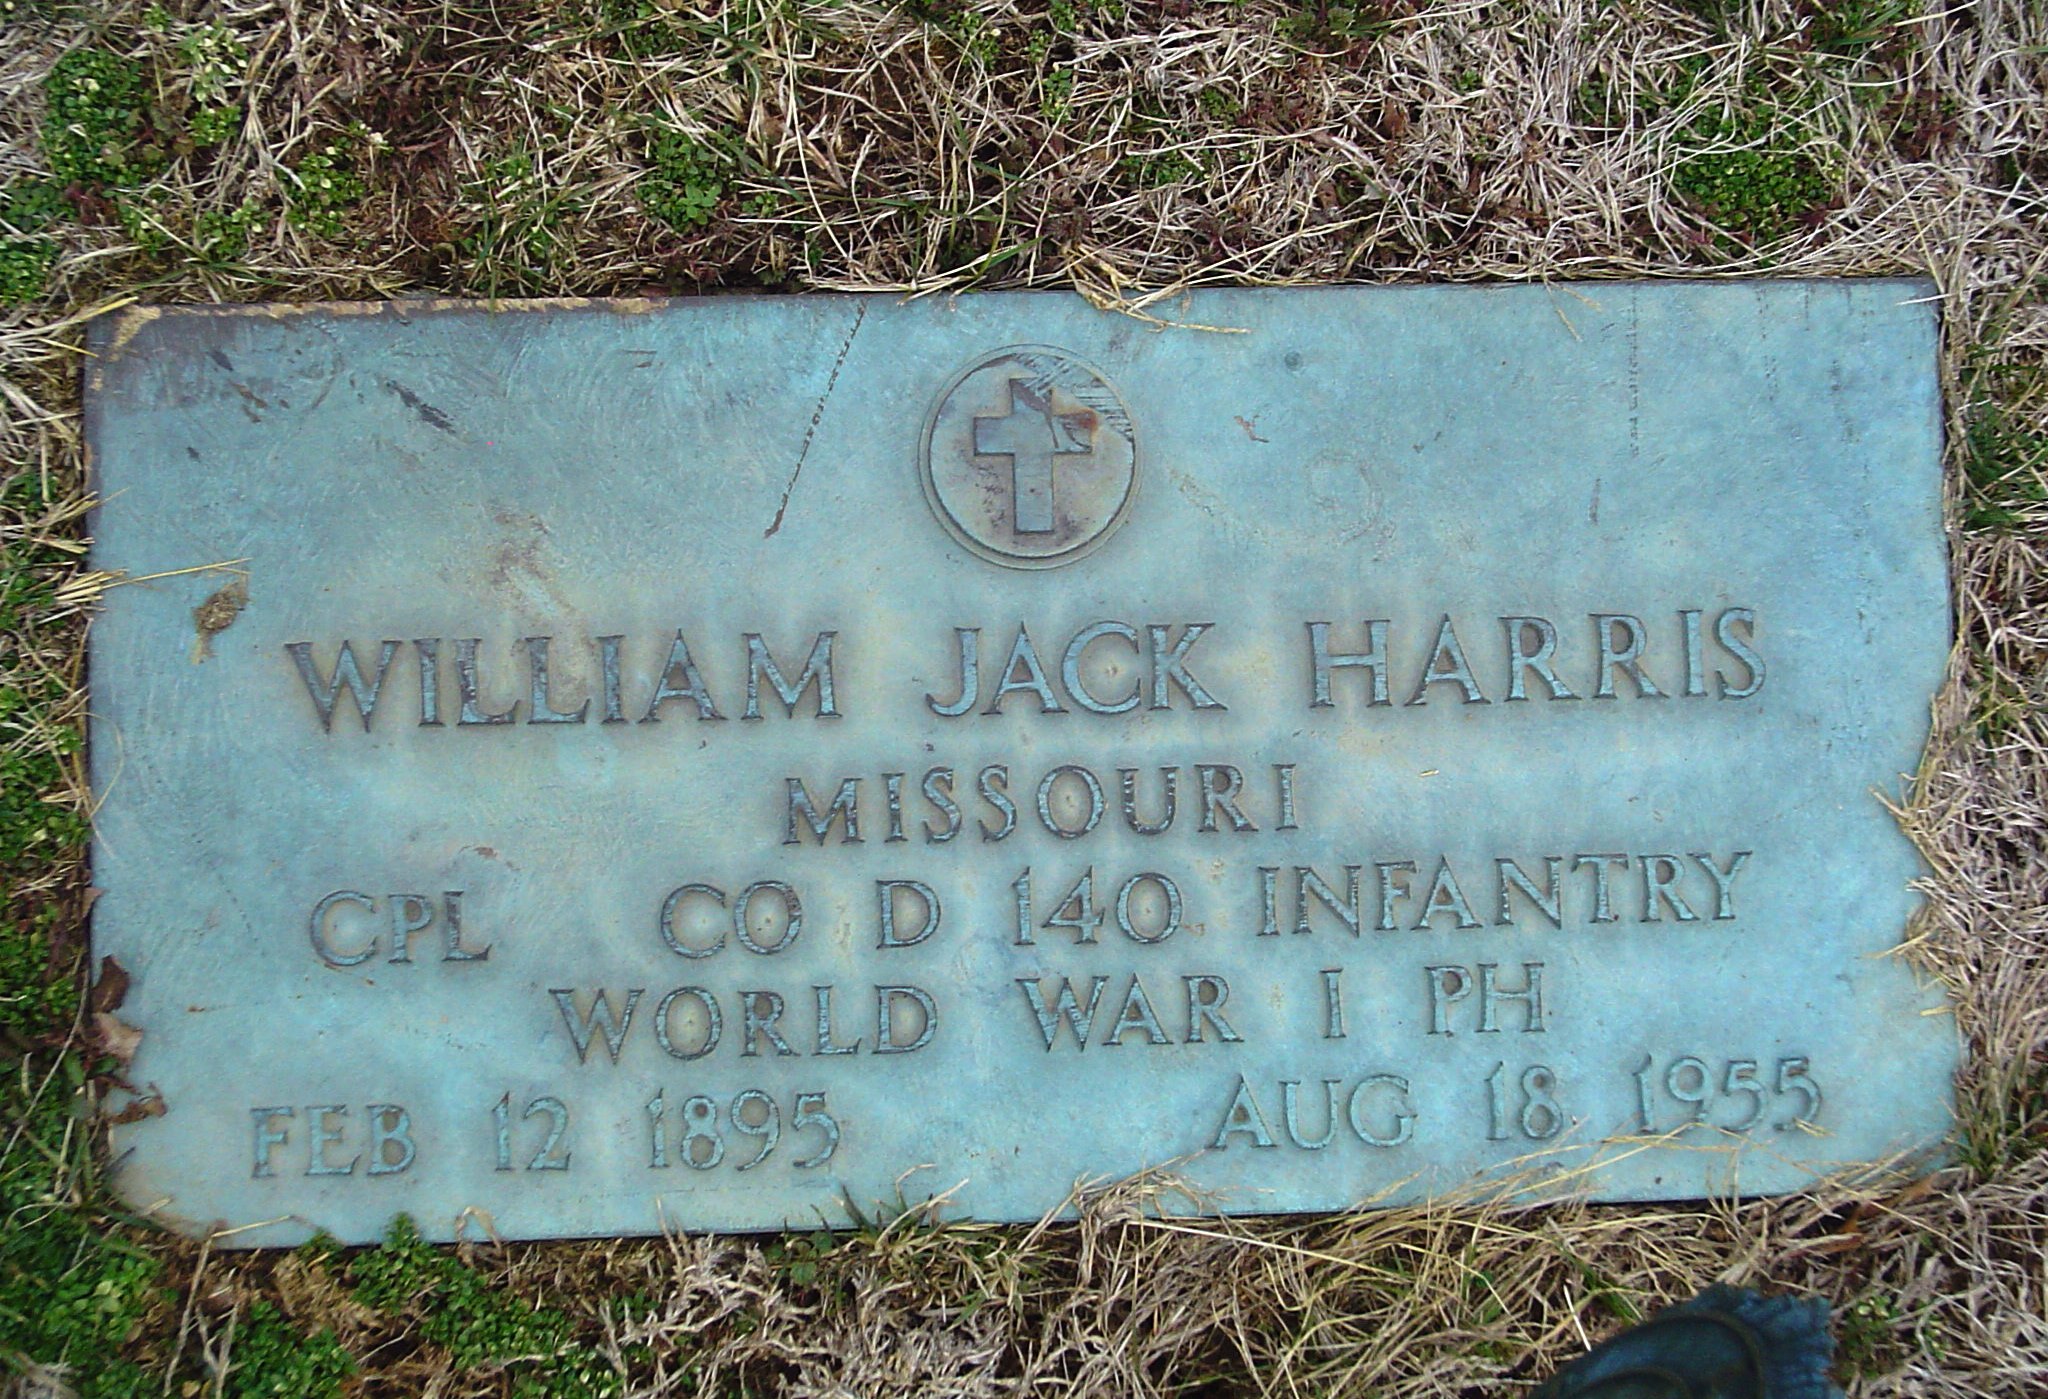 WILLIAM JACK HARRIS
MISSOURI
CPL CO D 140 INFANTRY
WORLD WAR I PH
FEB 12 1895 AUG 18 1955